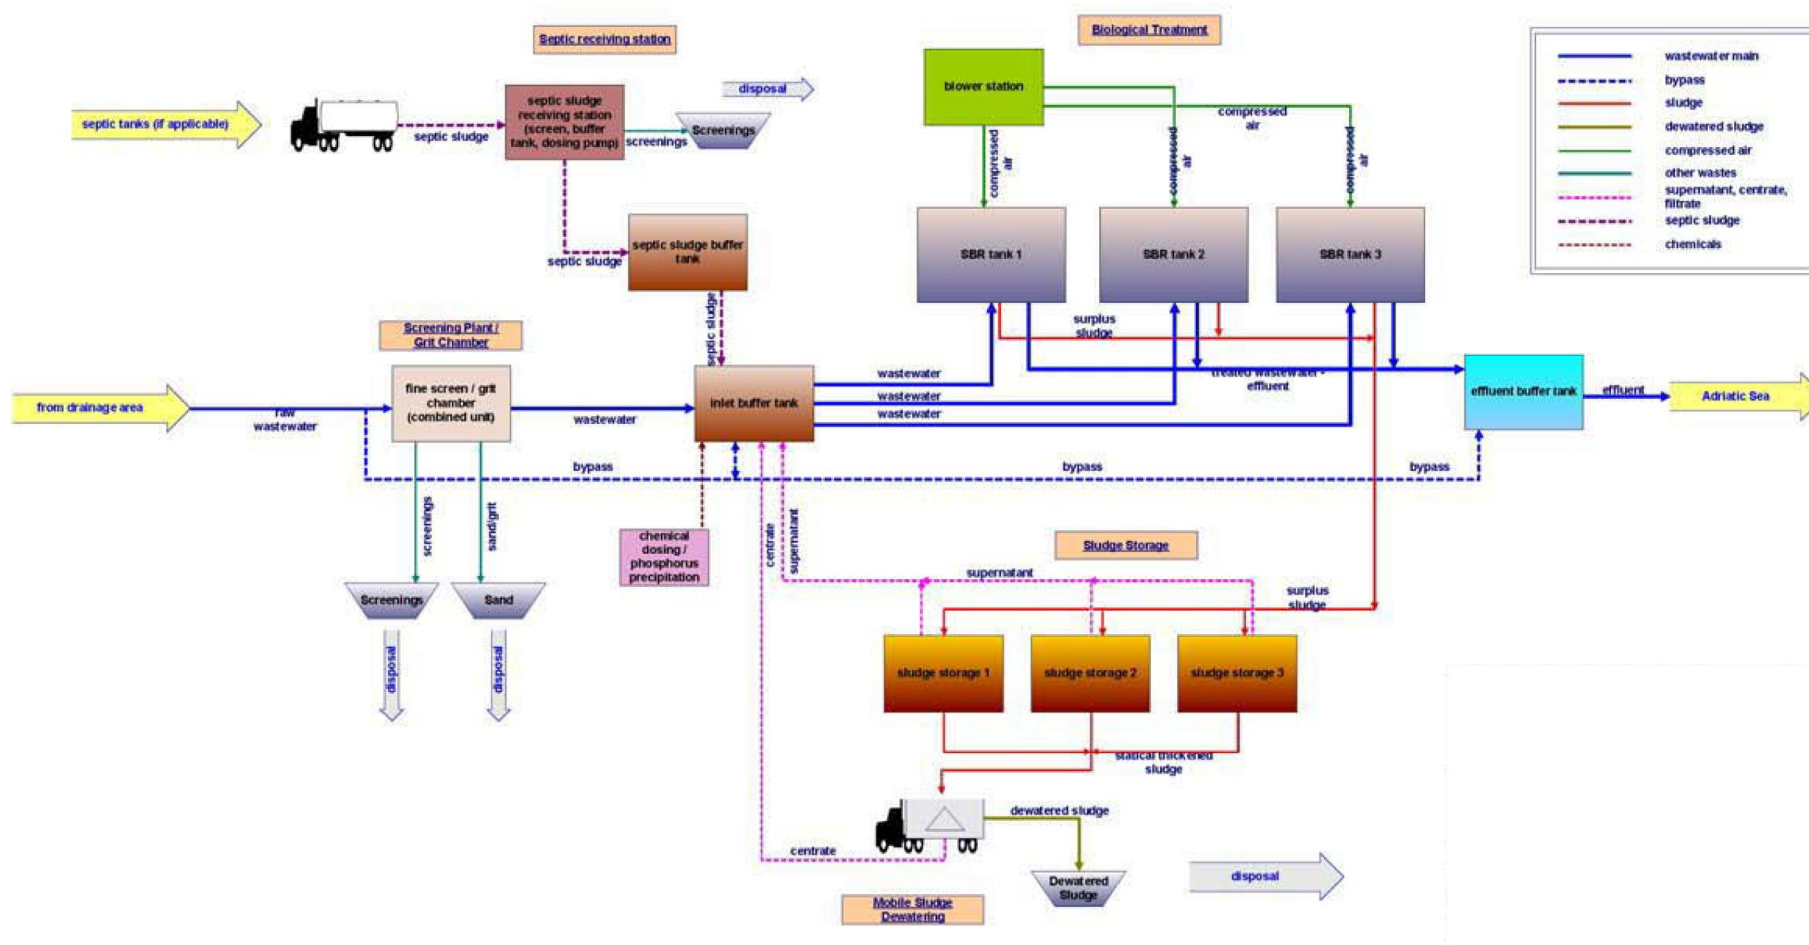 Septic receiving station
Biological Treatment
septic tanks (if applicable)
septic sludge
septic sludge
receiving station
(screen, buffer
tank, dosing pump)
screenings
Screenings
disposal
blower station
compressed
air
compressed
air
compressed
air
compressed
air
wastewater main
bypass
sludge
dewatered sludge
compressed air
other wastes
supernatant, centrate,
filtrate
septic sludge
chemicals
septic sludge
septic sludge buffer
tank
septic sludge
SBR tank 1
SBR tank 2
SBR tank 3
surplus
sludge
Screening Plant /
Grit Chamber
from drainage area
raw
wastewater
fine screen / grit
chamber
(combined unit)
wastewater
inlet buffer tank
wastewater
wastewater
wastewater
treated wastewater -
effluent
effluent buffer tank
effluent
Adriatic Sea
bypass
bypass
bypass
screenings
sand/grit
Screenings
Sand
disposal
disposal
chemical
dosing /
phosphorus
precipitation
centrate
supernatant
Sludge Storage
supernatant
surplus
sludge
sludge storage 1
sludge storage 2
sludge storage 3
statical thickened
sludge
dewatered sludge
centrate
Dewatered
Sludge
disposal
Mobile Sludge
Dewatering